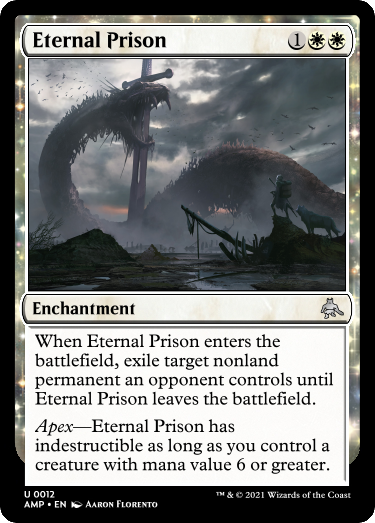 Eternal Prison 1
Enchantment
When Eternal Prison enters the
battlefield, exile target nonland
permanent an opponent controls until
Eternal Prison leaves the battlefield.
Apex—Eternal Prison has
indestructible as long as you control a
creature with mana value 6 or greater.
U 0012
AMP • EN Aaron Florento
™ & © 2021 Wizards of the Coast